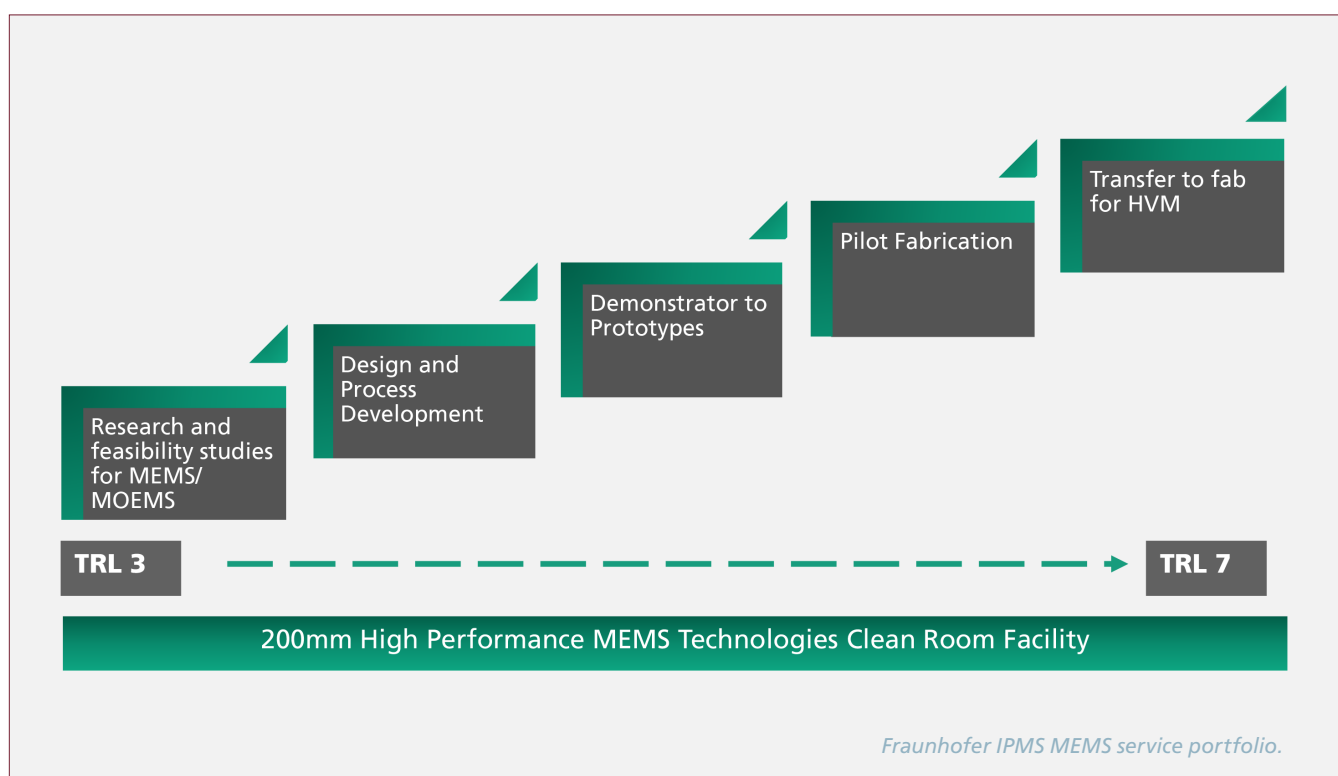 Research and
feasibility studies
for MEMS/
MOEMS
Design and
Process
Development
Demonstrator to
Prototypes
Pilot Fabrication
Transfer to fab
for HVM
TRL 3
TRL 7
200mm High Performance MEMS Technologies Clean Room Facility
Fraunhofer IPMS MEMS service portfolio.